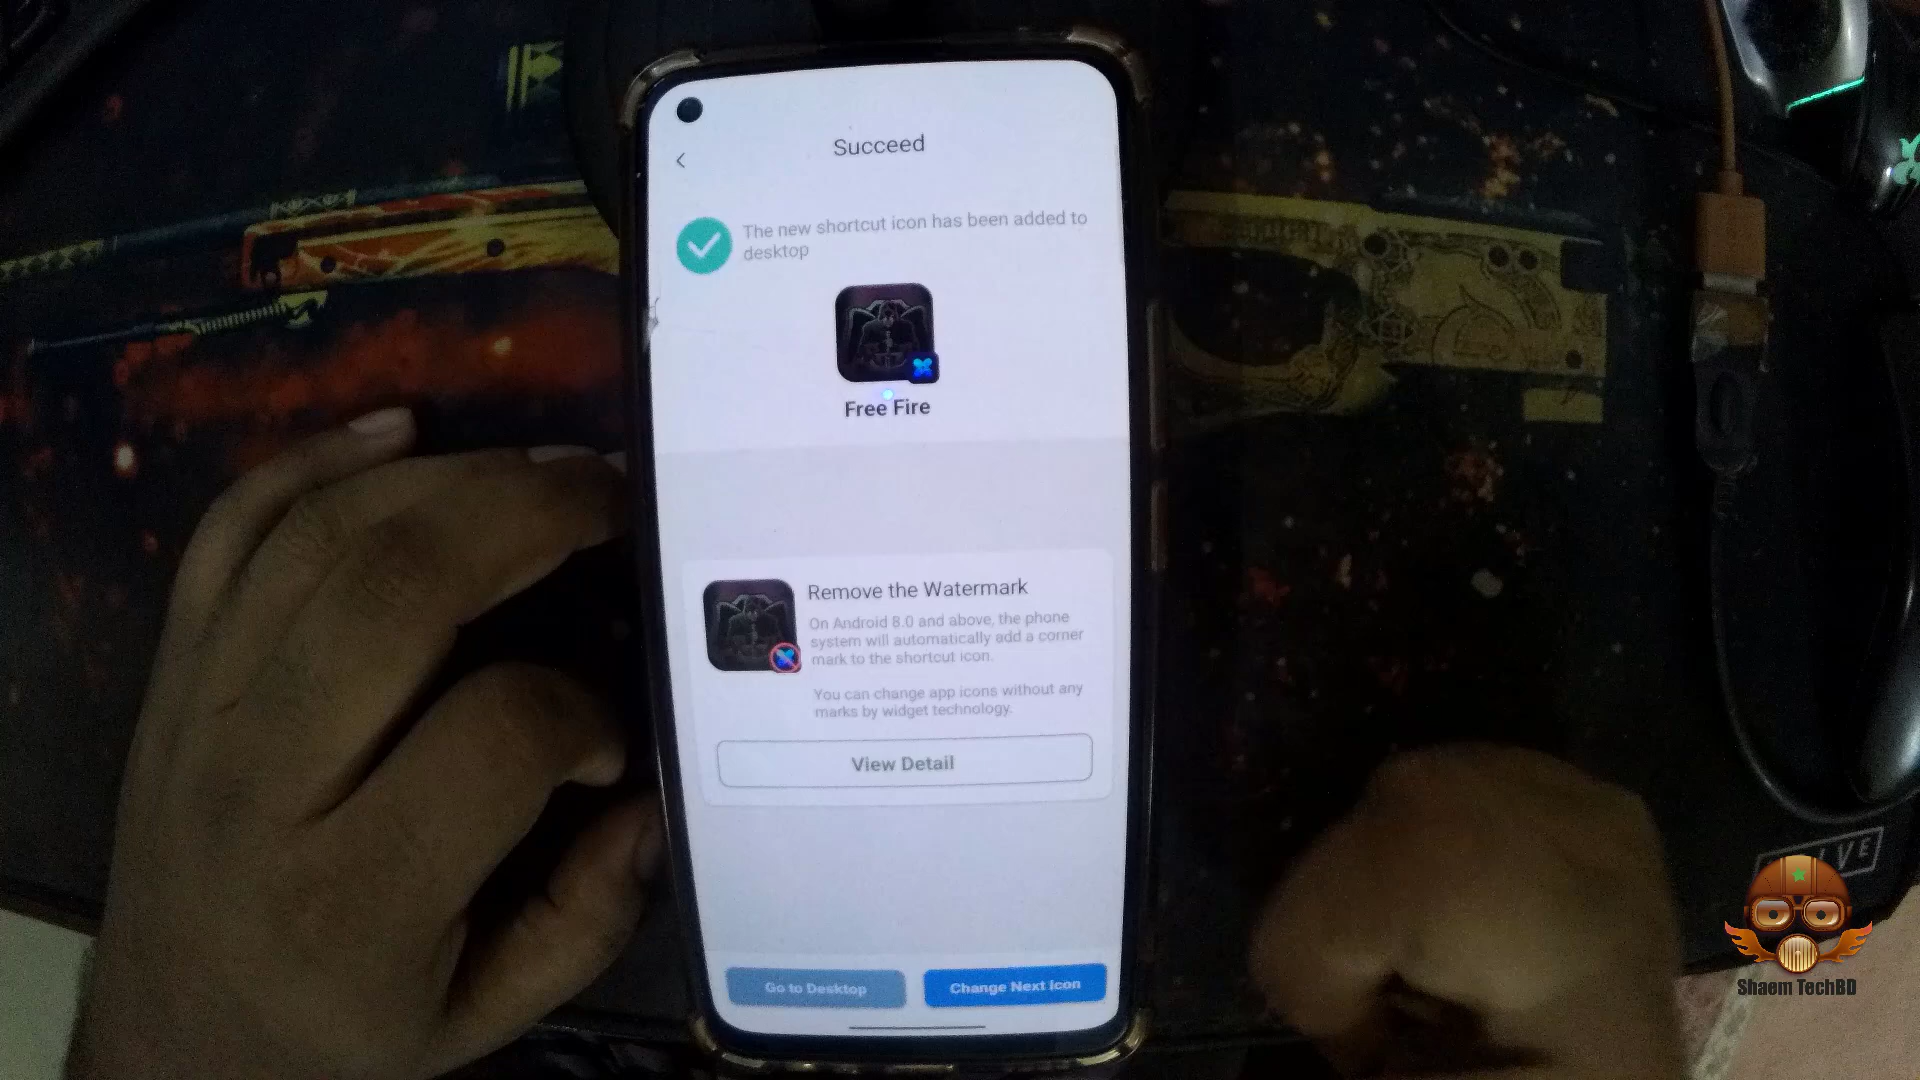 Succeed
The new shortcut icon has been added to
desktop
Free Fire
Remove the Watermark
On Android 8.0 and above, the phone
system will automatically add a corner
mark to the shortcut icon.
You can change app icons without any
marks by widget technology.
View Detail
Go to Desktop
Change Next Icon
Shaem TechBD